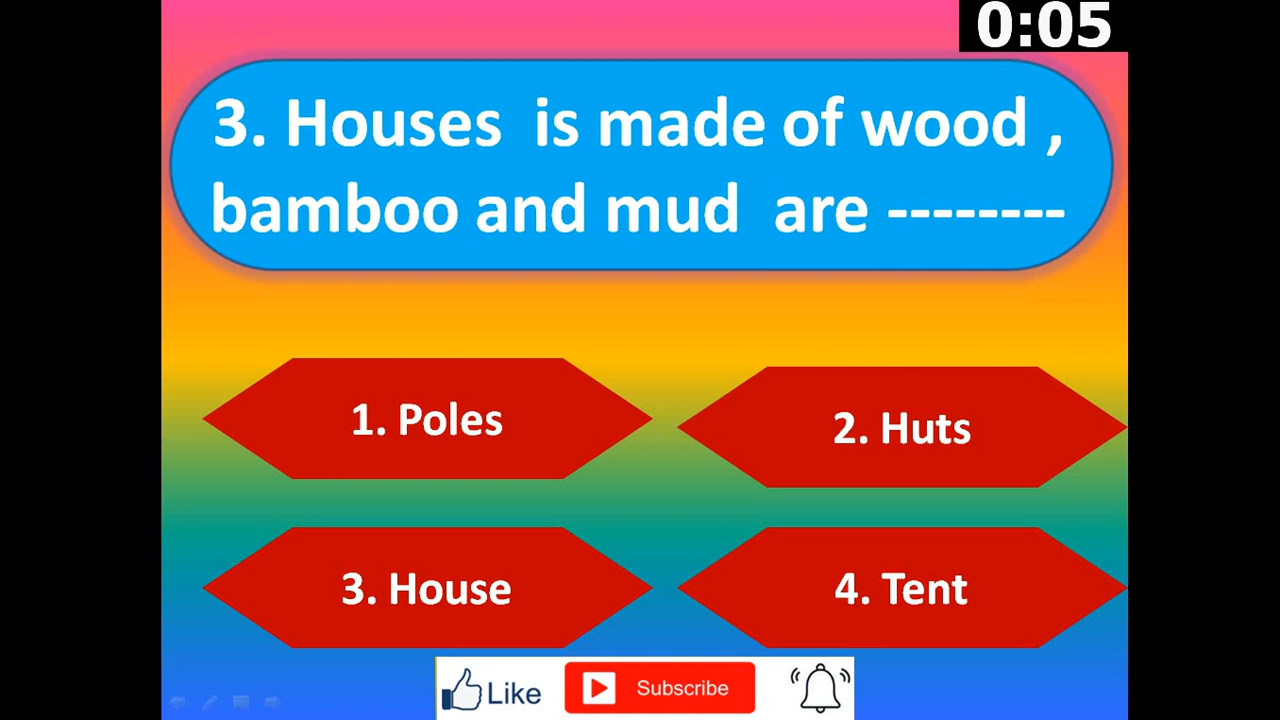 0:05
3. Houses is made of wood ,
bamboo and mud are --------
1. Poles
2. Huts
3. House
4. Tent
Like
Subscribe